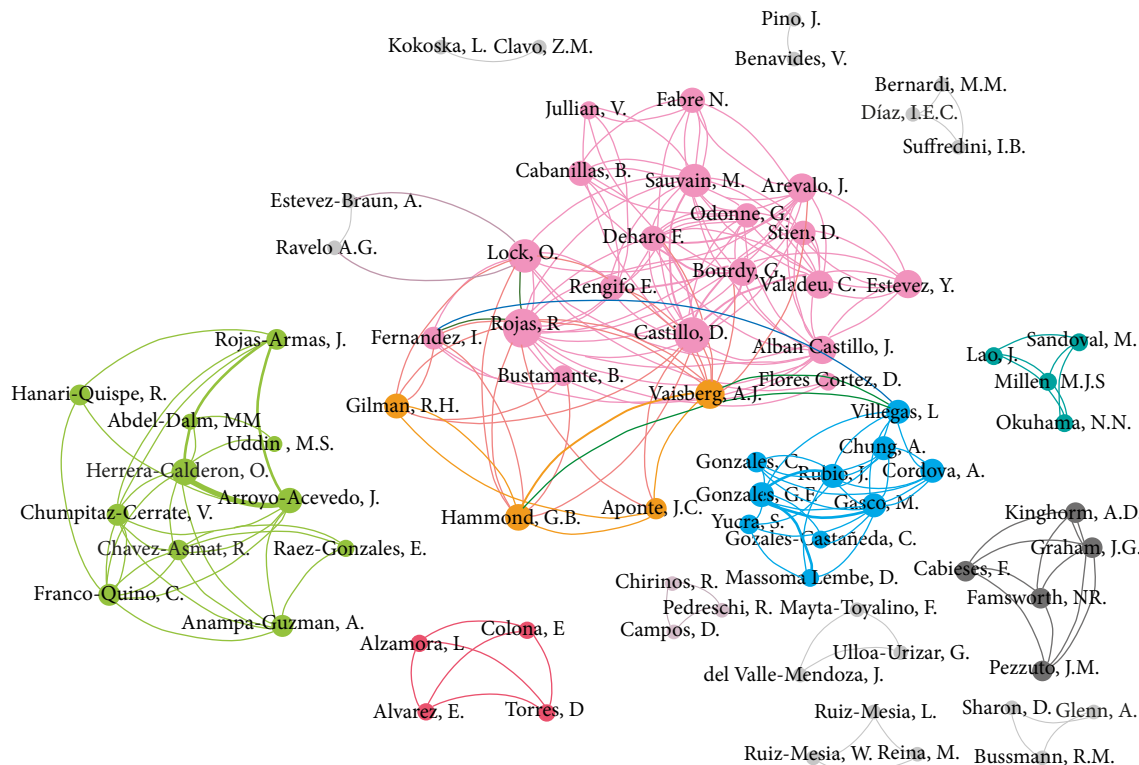 Pino, J.
Kokoska, L.
Clavo, Z.M.
Benavides, V.
Bernardi, M.M.
Fabre N.
Jullian, V.
Díaz, I.E.C.
Suffredini, I.B.
Cabanillas, B.
Sauvain, M.
Arevalo, J.
Estevez-Braun, A.
Odonne, G.
Stien, D.
Deharo F.
Ravelo A.G.
Lock, O.
Bourdy, G.
Rengifo E.
Valadeu, C.
Estevez, Y.
Rojas, R
Castillo, D.
Fernandez, I.
Alban Castillo, J.
Rojas-Armas, J.
Sandoval, M.
Lao, J.
Bustamante, B.
Flores Cortez, D.
Millen M.J.S
Hanari-Quispe, R.
Vaisberg, A.J.
Gilman, R.H.
Villegas, L
Abdel-Dalm, MM
Okuhama, N.N.
Uddin , M.S.
Chung, A.
Gonzales, C.
Herrera-Calderon, O.
Rubio, J.
Cordova, A.
Arroyo-Acevedo, J.
Gonzales, G.F.
Gasco, M.
Chumpitaz-Cerrate, V.
Hammond, G.B.
Aponte, J.C.
Yucra, S.
Kinghorm, A.D
Gozales-Castañeda, C.
Chavez-Asmat, R.
Raez-Gonzales, E.
Graham, J.G.
Cabieses, F.
Massoma Lembe, D.
Chirinos, R.
Franco-Quino, C.
Famsworth, NR.
Pedreschi, R.
Mayta-Toyalino, F.
Anampa-Guzman, A.
Colona, E
Campos, D.
Alzamora, L
Ulloa-Urizar, G.
del Valle-Mendoza, J.
Pezzuto, J.M.
Alvarez, E.
Torres, D
Ruiz-Mesia, L.
Sharon, D.
Glenn, A.
Ruiz-Mesia, W.
Reina, M.
Bussmann, R.M.